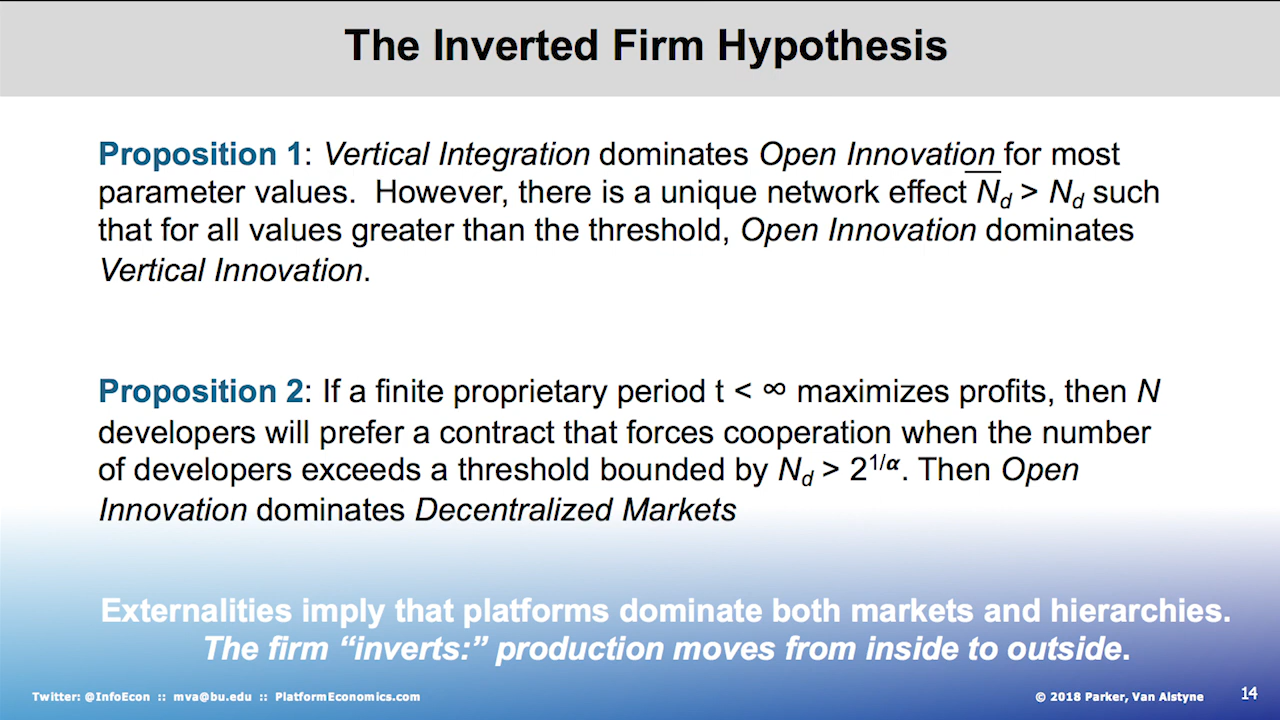 The Inverted Firm Hypothesis
Proposition 1: Vertical Integration dominates Open Innovation for most
parameter values. However, there is a unique network effect N̅d > Nd such
that for all values greater than the threshold, Open Innovation dominates
Vertical Innovation.
Proposition 2: If a finite proprietary period t < ∞ maximizes profits, then N
developers will prefer a contract that forces cooperation when the number
of developers exceeds a threshold bounded by Nd > 2^1/α. Then Open
Innovation dominates Decentralized Markets
Externalities imply that platforms dominate both markets and hierarchies.
The firm “inverts:” production moves from inside to outside.
Twitter: @InfoEcon :: mva@bu.edu :: PlatformEconomics.com
© 2018 Parker, Van Alstyne
14